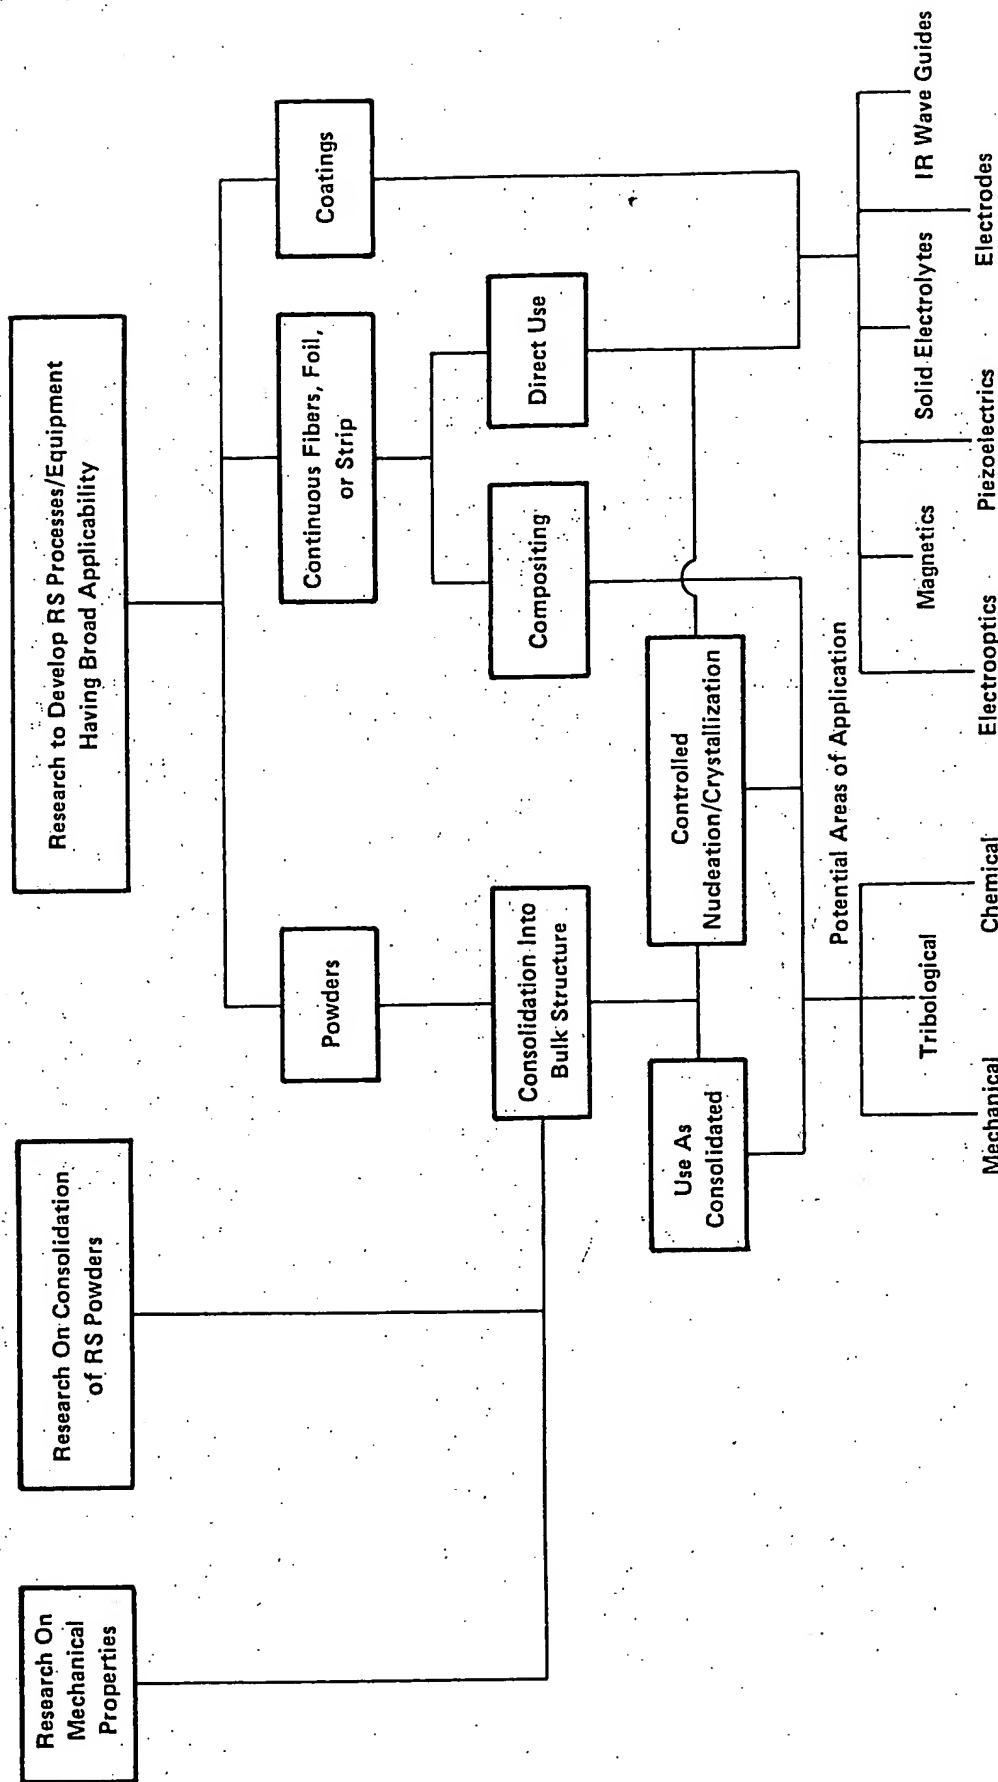 Research On
Mechanical
Properties
Research On Consolidation
of RS Powders
Research to Develop RS Processes/Equipment
Having Broad Applicability
Powders
Continuous Fibers, Foil,
or Strip
Coatings
Consolidation Into
Bulk Structure
Compositing
Direct Use
Use As
Consolidated
Controlled
Nucleation/Crystallization
Potential Areas of Application
Mechanical
Tribological
Chemical
Electrooptics
Magnetics
Piezoelectrics
Solid Electrolytes
Electrodes
IR Wave Guides